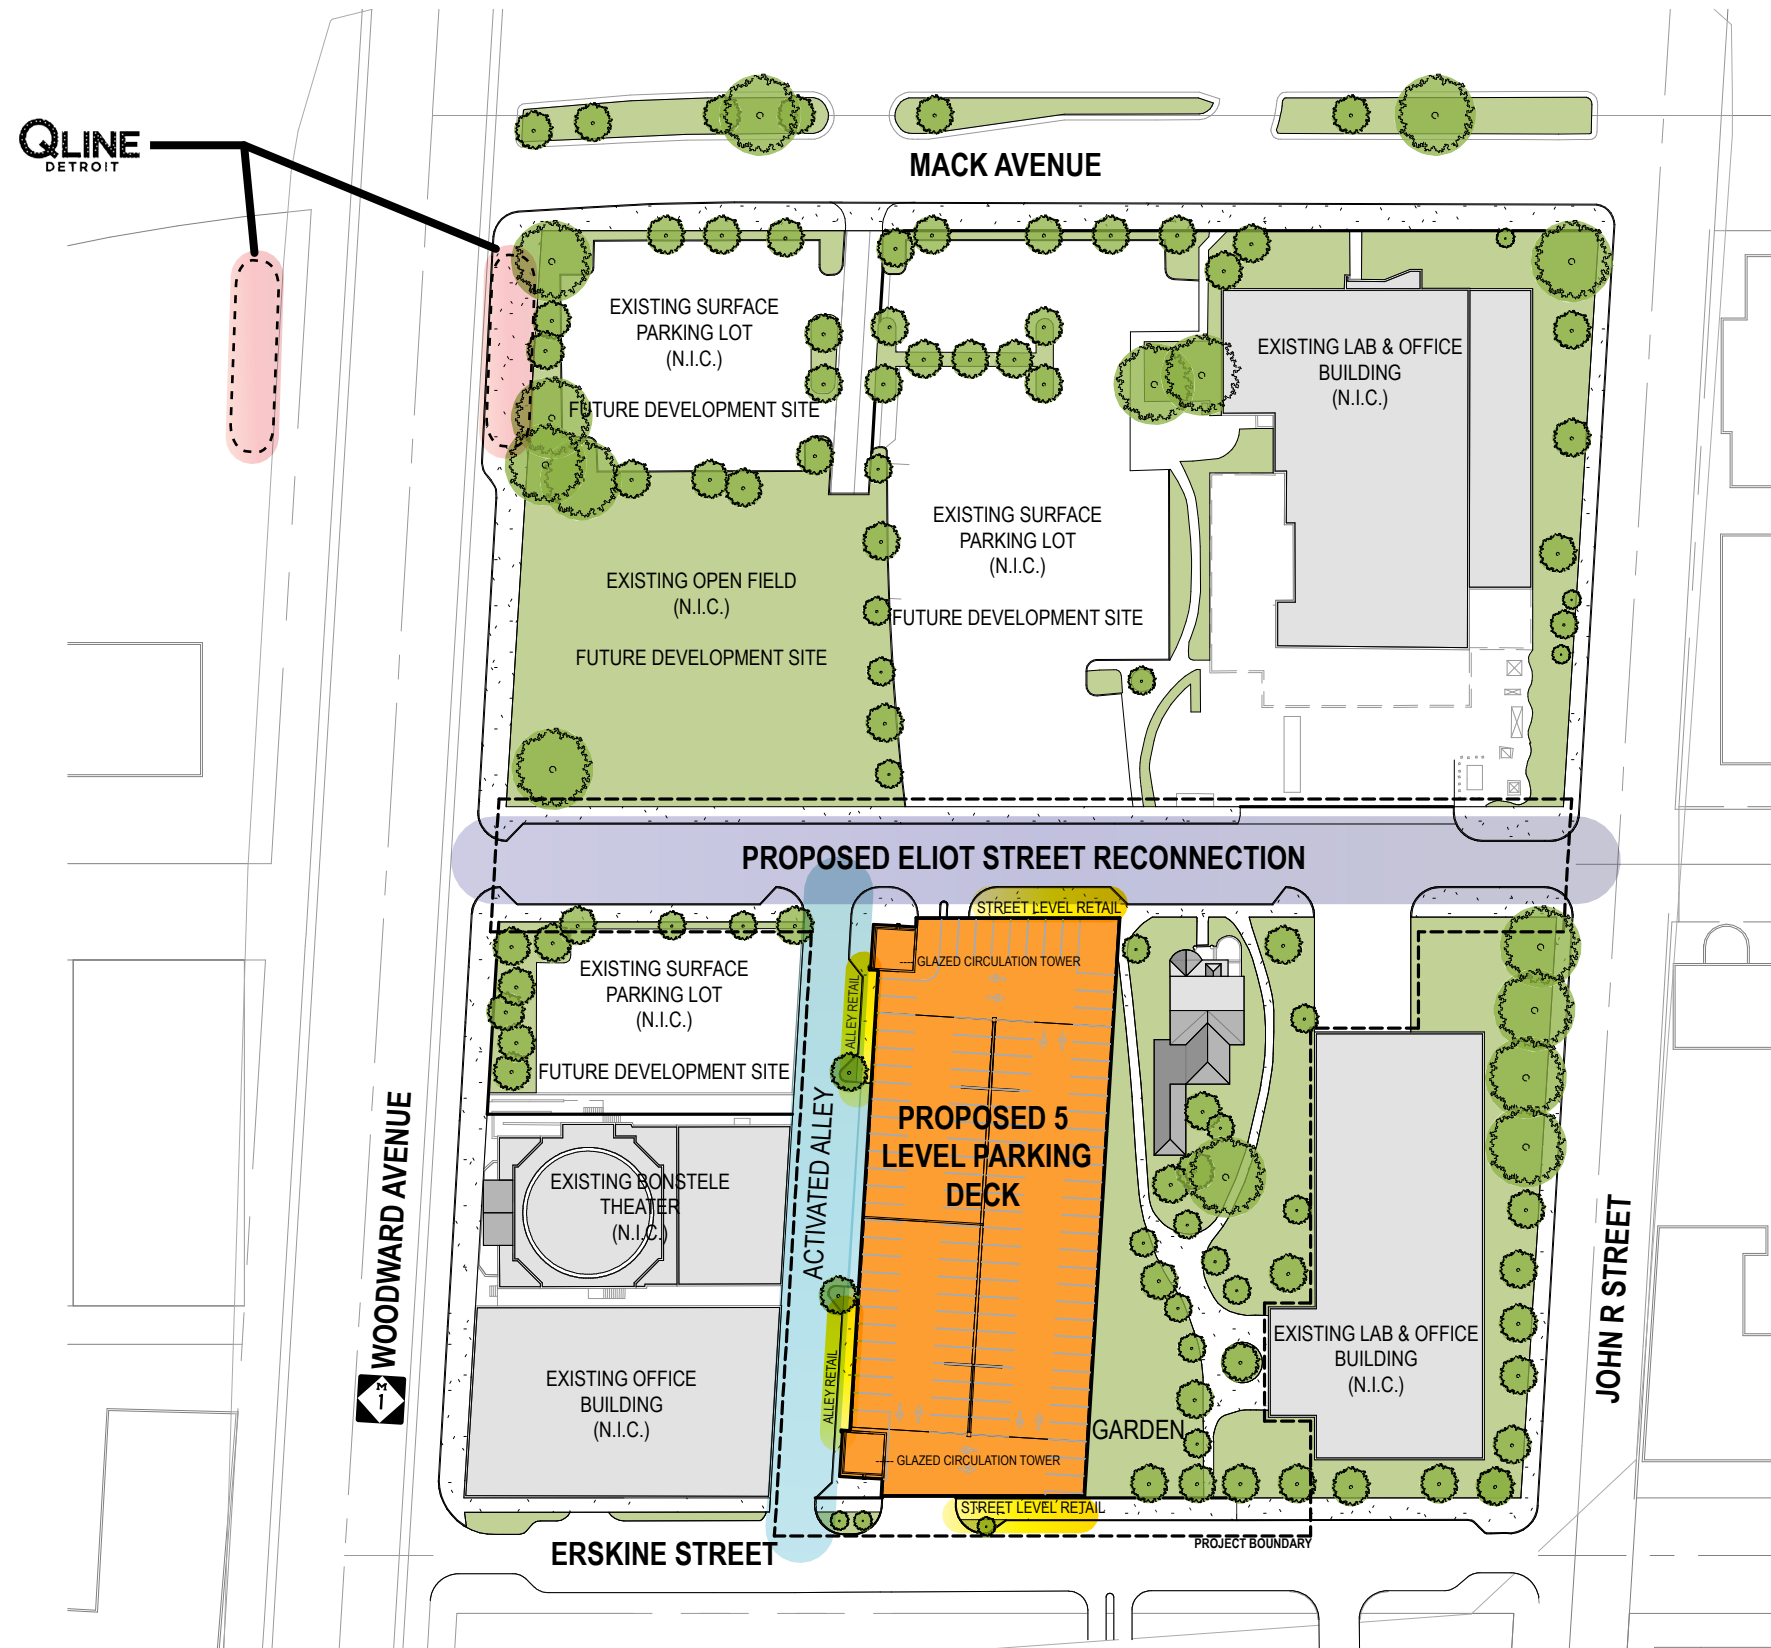 QLINE
DETROIT
MACK AVENUE
EXISTING SURFACE
PARKING LOT
(N.I.C.)
FUTURE DEVELOPMENT SITE
EXISTING LAB & OFFICE
BUILDING
(N.I.C.)
EXISTING SURFACE
PARKING LOT
(N.I.C.)
FUTURE DEVELOPMENT SITE
EXISTING OPEN FIELD
(N.I.C.)
FUTURE DEVELOPMENT SITE
PROPOSED ELIOT STREET RECONNECTION
STREET LEVEL RETAIL
GLAZED CIRCULATION TOWER
EXISTING SURFACE
PARKING LOT
(N.I.C.)
FUTURE DEVELOPMENT SITE
ALLEY RETAIL
ACTIVATED ALLEY
PROPOSED 5
LEVEL PARKING
DECK
WOODWARD AVENUE
M
1
EXISTING BONSTELE
THEATER
(N.I.C.)
JOHN R STREET
EXISTING LAB & OFFICE
BUILDING
(N.I.C.)
EXISTING OFFICE
BUILDING
(N.I.C.)
ALLEY RETAIL
GARDEN
GLAZED CIRCULATION TOWER
STREET LEVEL RETAIL
PROJECT BOUNDARY
ERSKINE STREET